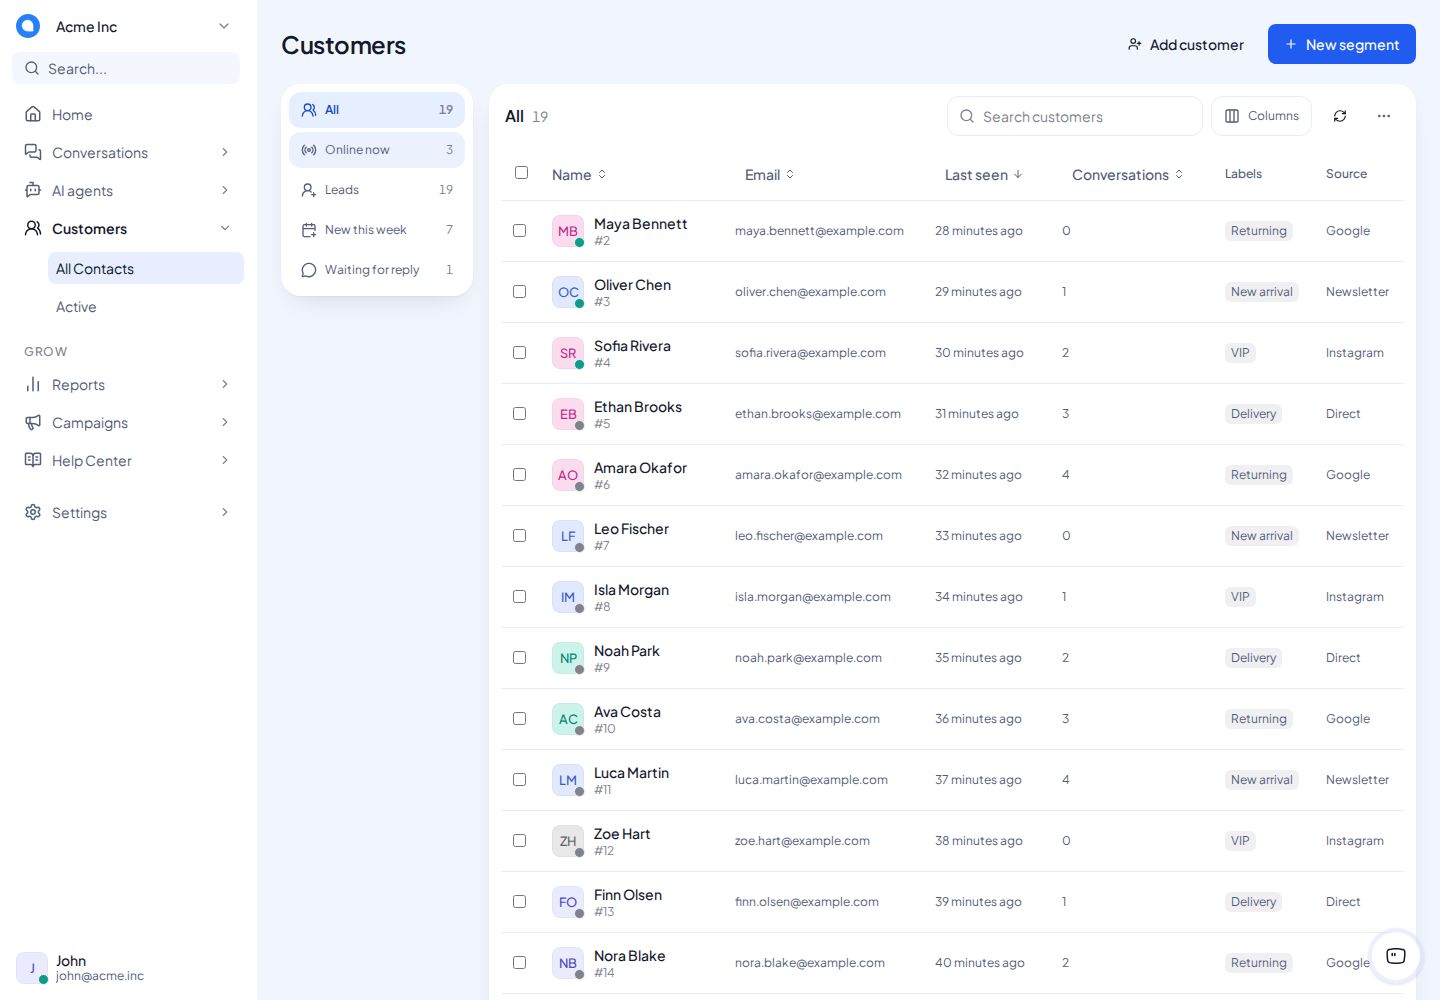 Acme Inc
Search...
Home
Conversations
AI agents
Customers
All Contacts
Active
GROW
Reports
Campaigns
Help Center
Settings
J
John
john@acme.inc
Customers
Add customer
New segment
All 19
Online now 3
Leads 19
New this week 7
Waiting for reply 1
All 19
Search customers
Columns
Name Email Last seen Conversations Labels Source
MB Maya Bennett #2 maya.bennett@example.com 28 minutes ago 0 Returning Google
OC Oliver Chen #3 oliver.chen@example.com 29 minutes ago 1 New arrival Newsletter
SR Sofia Rivera #4 sofia.rivera@example.com 30 minutes ago 2 VIP Instagram
EB Ethan Brooks #5 ethan.brooks@example.com 31 minutes ago 3 Delivery Direct
AO Amara Okafor #6 amara.okafor@example.com 32 minutes ago 4 Returning Google
LF Leo Fischer #7 leo.fischer@example.com 33 minutes ago 0 New arrival Newsletter
IM Isla Morgan #8 isla.morgan@example.com 34 minutes ago 1 VIP Instagram
NP Noah Park #9 noah.park@example.com 35 minutes ago 2 Delivery Direct
AC Ava Costa #10 ava.costa@example.com 36 minutes ago 3 Returning Google
LM Luca Martin #11 luca.martin@example.com 37 minutes ago 4 New arrival Newsletter
ZH Zoe Hart #12 zoe.hart@example.com 38 minutes ago 0 VIP Instagram
FO Finn Olsen #13 finn.olsen@example.com 39 minutes ago 1 Delivery Direct
NB Nora Blake #14 nora.blake@example.com 40 minutes ago 2 Returning Google